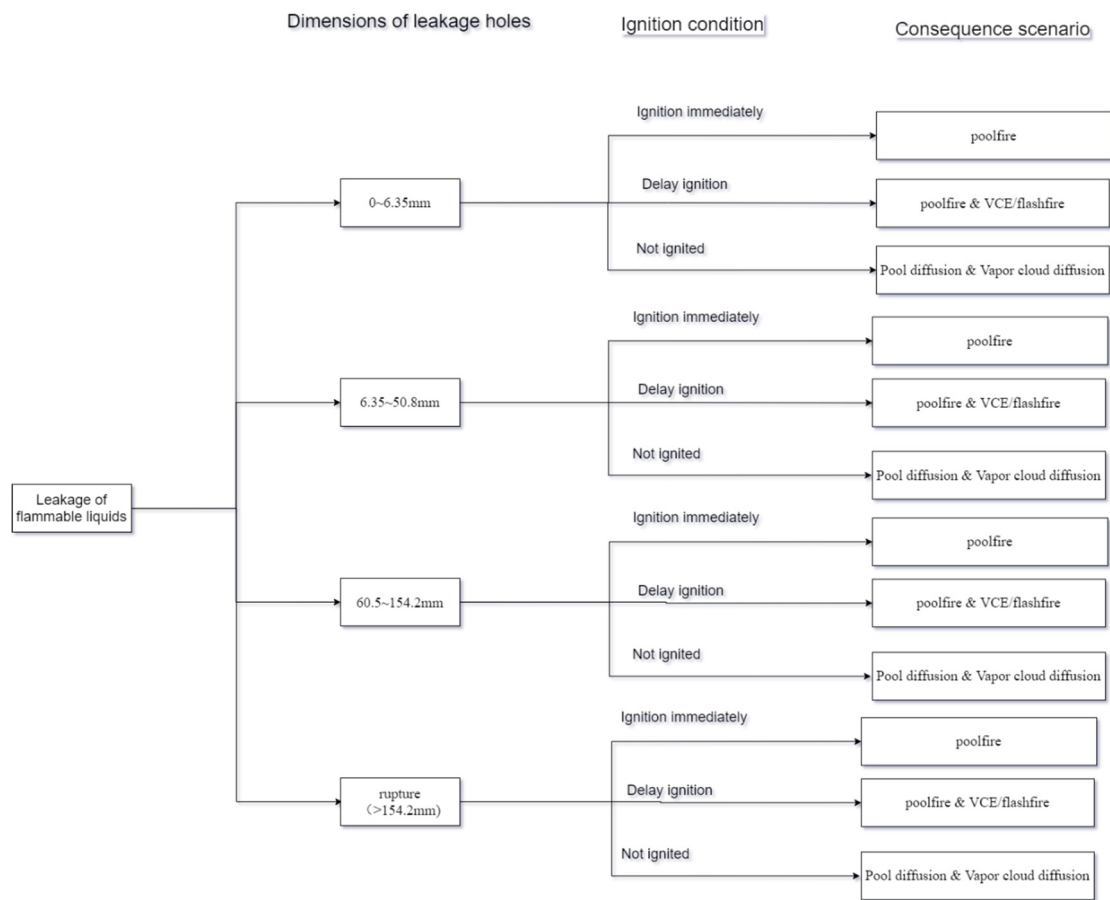 Dimensions of leakage holes
Ignition condition
Consequence scenario
Ignition immediately
poolfire
0~6.35mm
Delay ignition
poolfire & VCE/flashfire
Not ignited
Pool diffusion & Vapor cloud diffusion
Ignition immediately
poolfire
6.35~50.8mm
Delay ignition
poolfire & VCE/flashfire
Not ignited
Pool diffusion & Vapor cloud diffusion
Leakage of
flammable liquids
Ignition immediately
poolfire
60.5~154.2mm
Delay ignition
poolfire & VCE/flashfire
Not ignited
Pool diffusion & Vapor cloud diffusion
Ignition immediately
poolfire
rupture
（>154.2mm)
Delay ignition
poolfire & VCE/flashfire
Not ignited
Pool diffusion & Vapor cloud diffusion